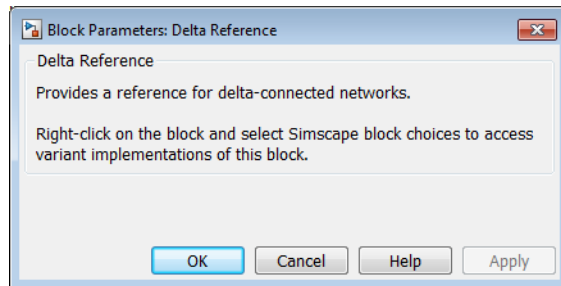 Block Parameters: Delta Reference
Delta Reference
Provides a reference for delta-connected networks.
Right-click on the block and select Simscape block choices to access
variant implementations of this block.
OK Cancel Help Apply